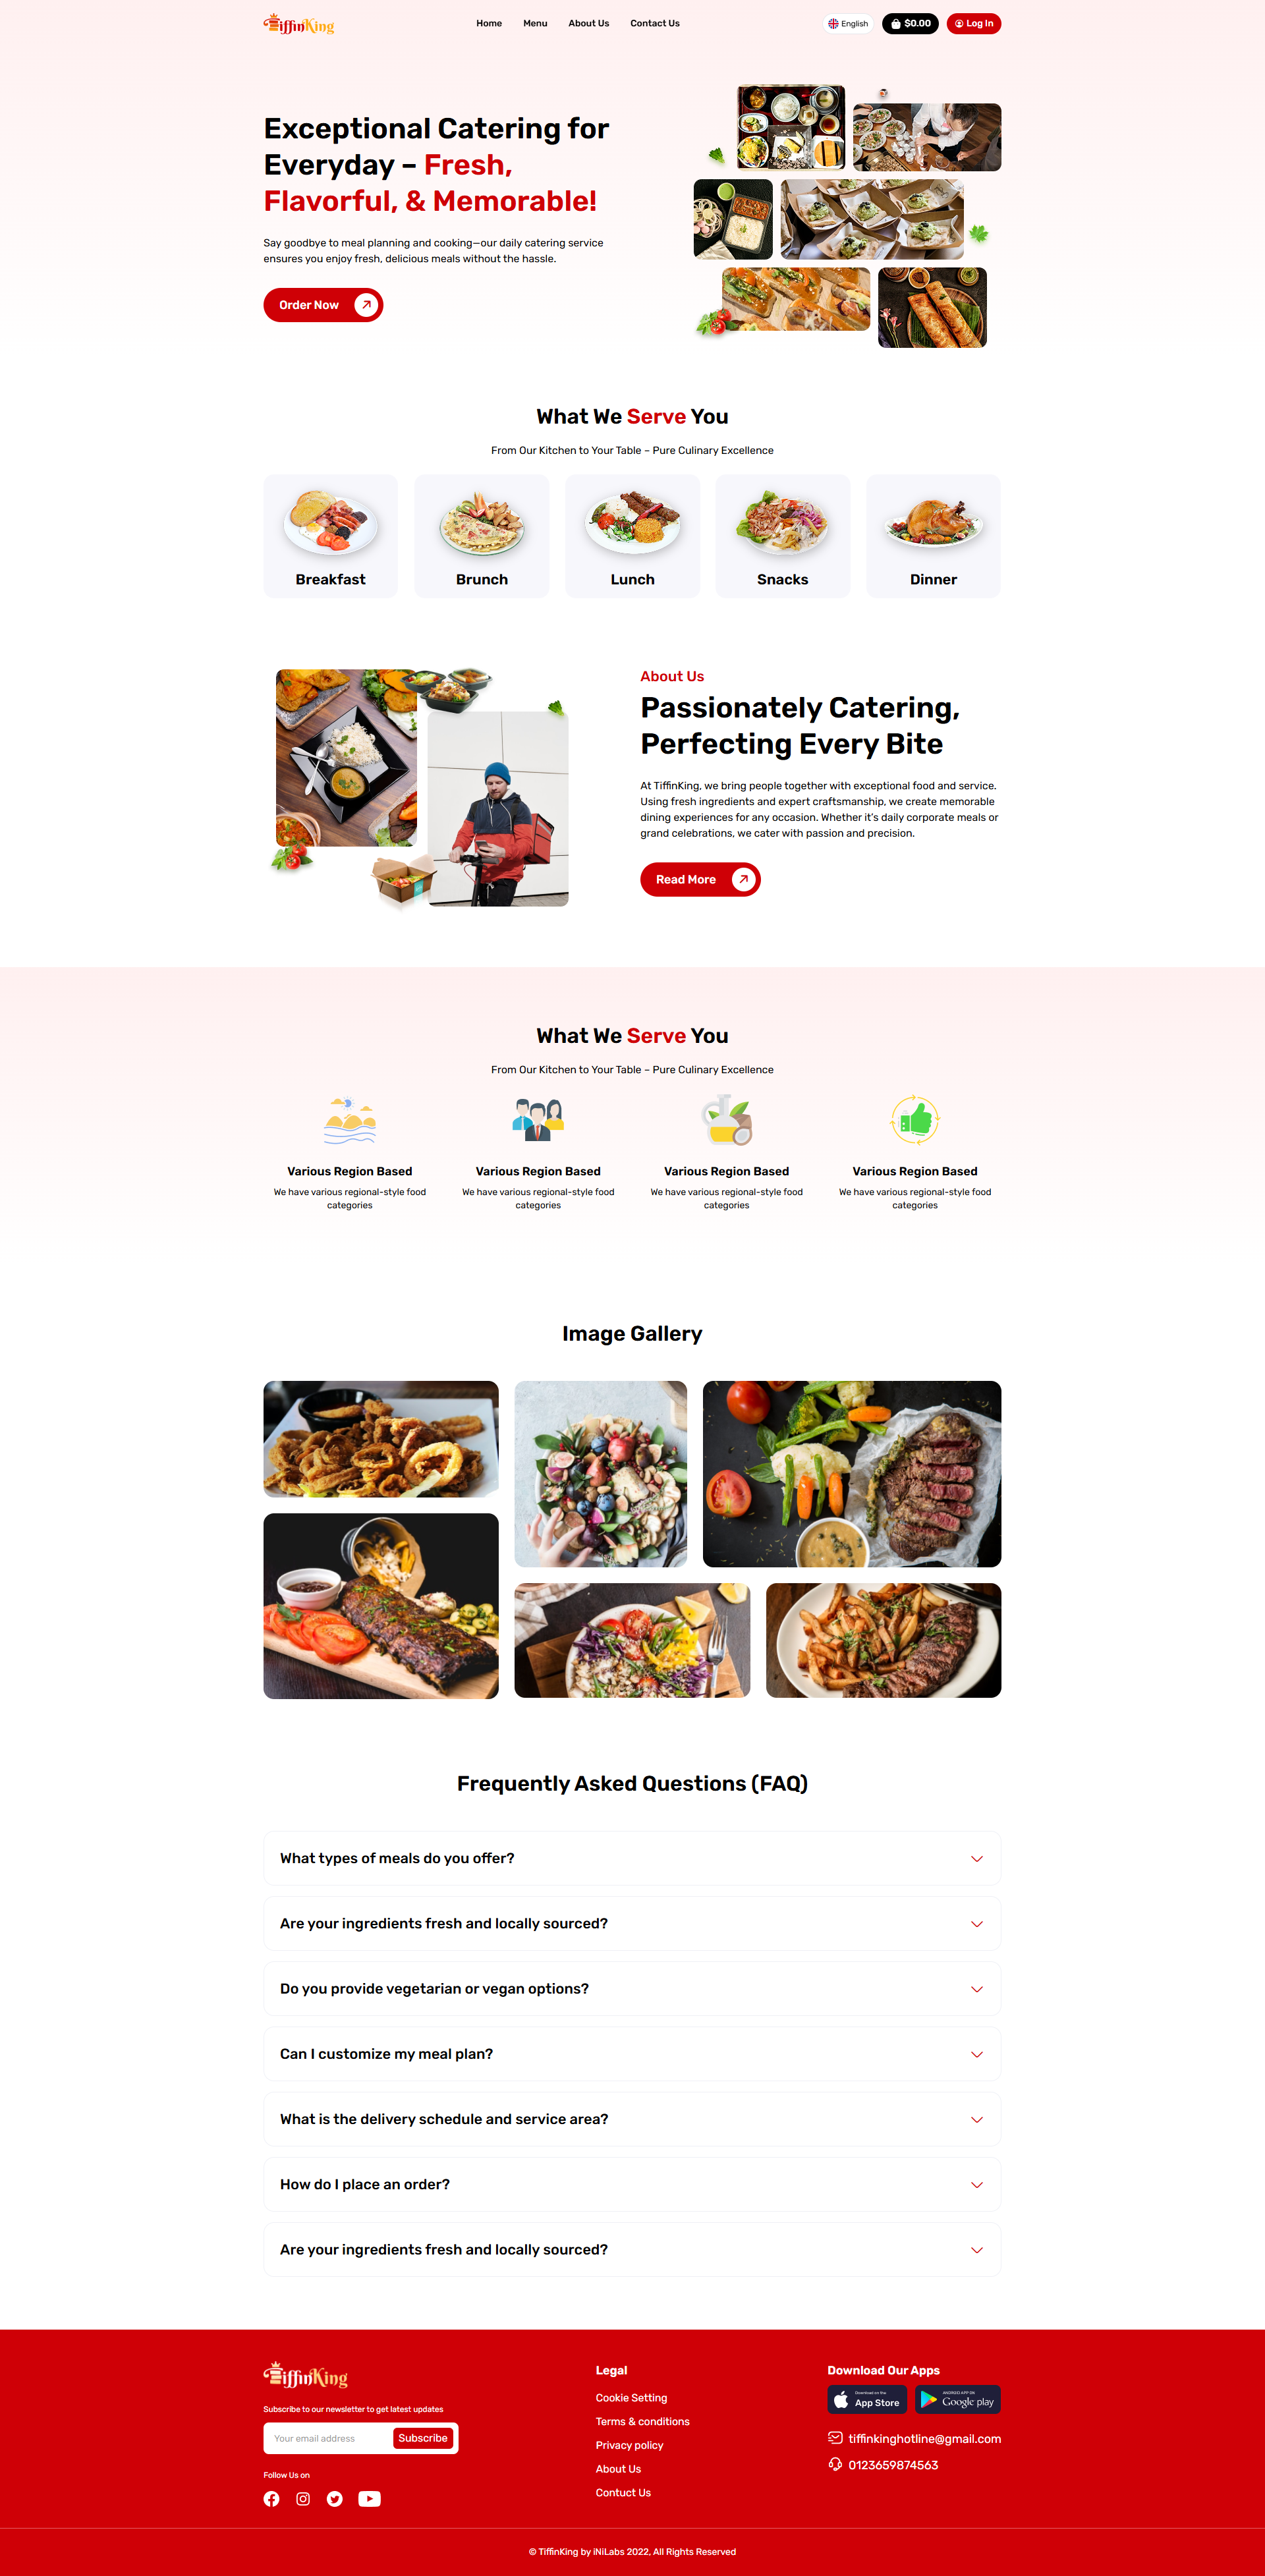 TiffinKing
Home
Menu
About Us
Contact Us
English
$0.00
Log In
Exceptional Catering for
Everyday – Fresh,
Flavorful, & Memorable!
Say goodbye to meal planning and cooking—our daily catering service
ensures you enjoy fresh, delicious meals without the hassle.
Order Now
What We Serve You
From Our Kitchen to Your Table – Pure Culinary Excellence
Breakfast
Brunch
Lunch
Snacks
Dinner
About Us
Passionately Catering,
Perfecting Every Bite
At TiffinKing, we bring people together with exceptional food and service.
Using fresh ingredients and expert craftsmanship, we create memorable
dining experiences for any occasion. Whether it's daily corporate meals or
grand celebrations, we cater with passion and precision.
Read More
What We Serve You
From Our Kitchen to Your Table – Pure Culinary Excellence
Various Region Based
We have various regional-style food
categories
Various Region Based
We have various regional-style food
categories
Various Region Based
We have various regional-style food
categories
Various Region Based
We have various regional-style food
categories
Image Gallery
Frequently Asked Questions (FAQ)
What types of meals do you offer?
Are your ingredients fresh and locally sourced?
Do you provide vegetarian or vegan options?
Can I customize my meal plan?
What is the delivery schedule and service area?
How do I place an order?
Are your ingredients fresh and locally sourced?
TiffinKing
Subscribe to our newsletter to get latest updates
Your email address
Subscribe
Follow Us on
Legal
Cookie Setting
Terms & conditions
Privacy policy
About Us
Contuct Us
Download Our Apps
Download on the
App Store
ANDROID APP ON
Google play
tiffinkinghotline@gmail.com
0123659874563
© TiffinKing by iNiLabs 2022, All Rights Reserved